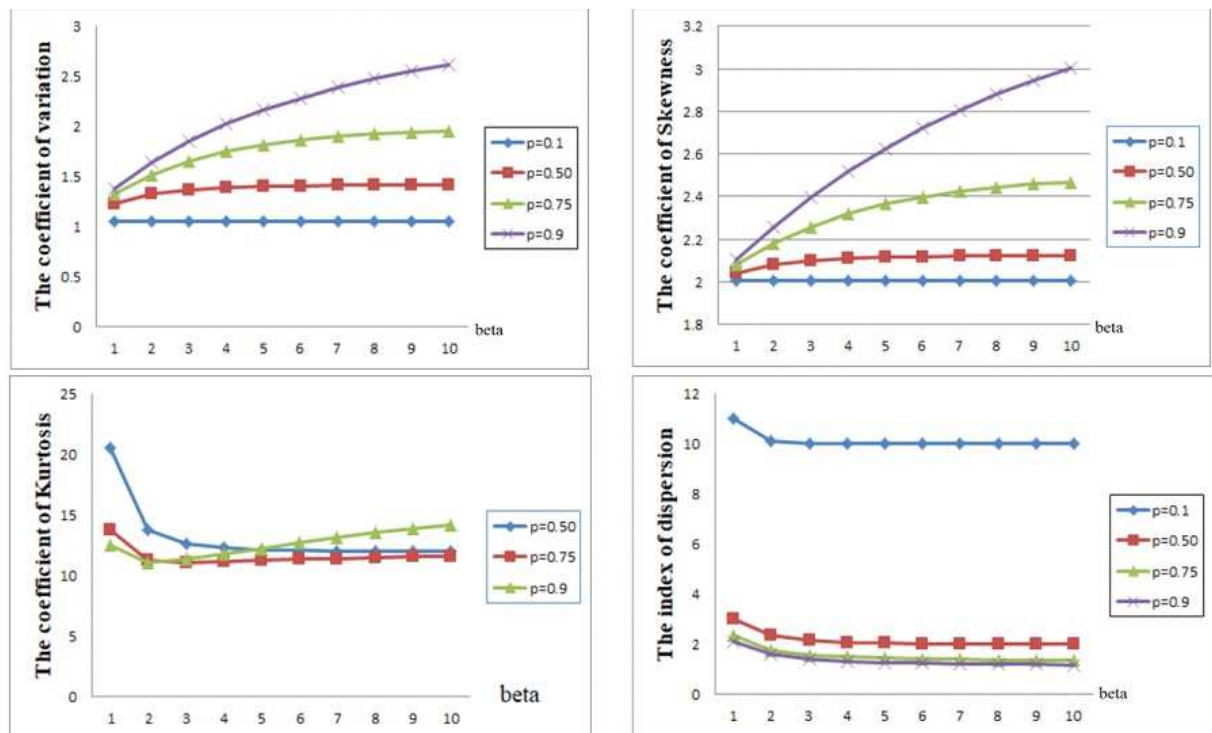 The coefficient of variation
3
2.5
2
1.5
1
0.5
0
1 2 3 4 5 6 7 8 9 10
beta
p=0.1
p=0.50
p=0.75
p=0.9
The coefficient of Skewness
3.2
3
2.8
2.6
2.4
2.2
2
1.8
1 2 3 4 5 6 7 8 9 10
beta
p=0.1
p=0.50
p=0.75
p=0.9
The coefficient of Kurtosis
25
20
15
10
5
0
1 2 3 4 5 6 7 8 9 10
beta
p=0.50
p=0.75
p=0.9
The index of dispersion
12
10
8
6
4
2
0
1 2 3 4 5 6 7 8 9 10
beta
p=0.1
p=0.50
p=0.75
p=0.9